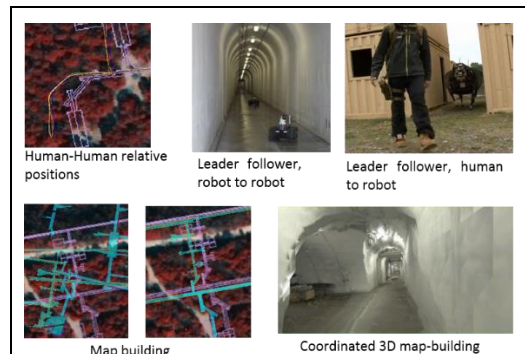 Human-Human relative
positions
Leader follower,
robot to robot
Leader follower, human
to robot
Map building
Coordinated 3D map-building